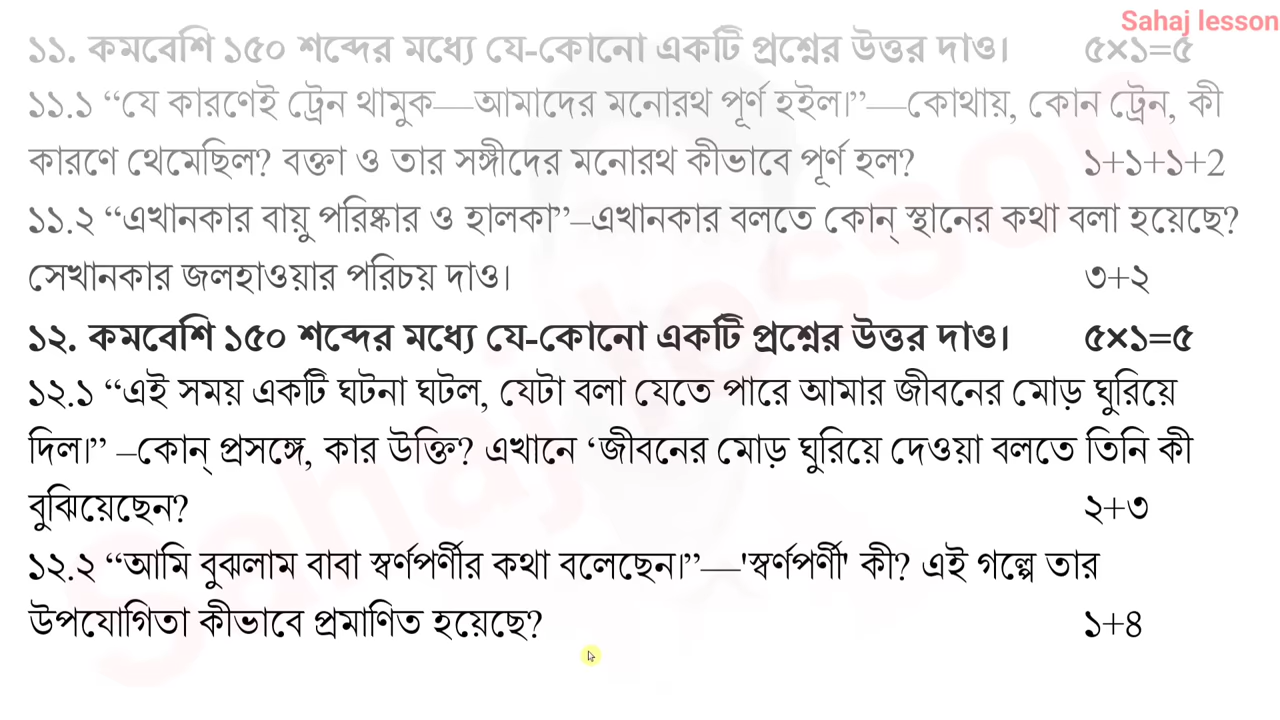 Sahaj lesson
১১. কমবেশি ১৫০ শব্দের মধ্যে যে-কোনো একটি প্রশ্নের উত্তর দাও। ৫×১=৫
১১.১ “যে কারণেই ট্রেন থামুক—আমাদের মনোরথ পূর্ণ হইল।”—কোথায়, কোন ট্রেন, কী
কারণে থেমেছিল? বক্তা ও তার সঙ্গীদের মনোরথ কীভাবে পূর্ণ হল? ১+১+১+2
১১.২ “এখানকার বায়ু পরিষ্কার ও হালকা”–এখানকার বলতে কোন্ স্থানের কথা বলা হয়েছে?
সেখানকার জলহাওয়ার পরিচয় দাও। ৩+২
১২. কমবেশি ১৫০ শব্দের মধ্যে যে-কোনো একটি প্রশ্নের উত্তর দাও। ৫×১=৫
১২.১ “এই সময় একটি ঘটনা ঘটল, যেটা বলা যেতে পারে আমার জীবনের মোড় ঘুরিয়ে
দিল।” –কোন্ প্রসঙ্গে, কার উক্তি? এখানে ‘জীবনের মোড় ঘুরিয়ে দেওয়া বলতে তিনি কী
বুঝিয়েছেন? ২+৩
১২.২ “আমি বুঝলাম বাবা স্বর্ণপর্ণীর কথা বলেছেন।”—'স্বর্ণপর্ণী' কী? এই গল্পে তার
উপযোগিতা কীভাবে প্রমাণিত হয়েছে? ১+8
Sahaj lesson